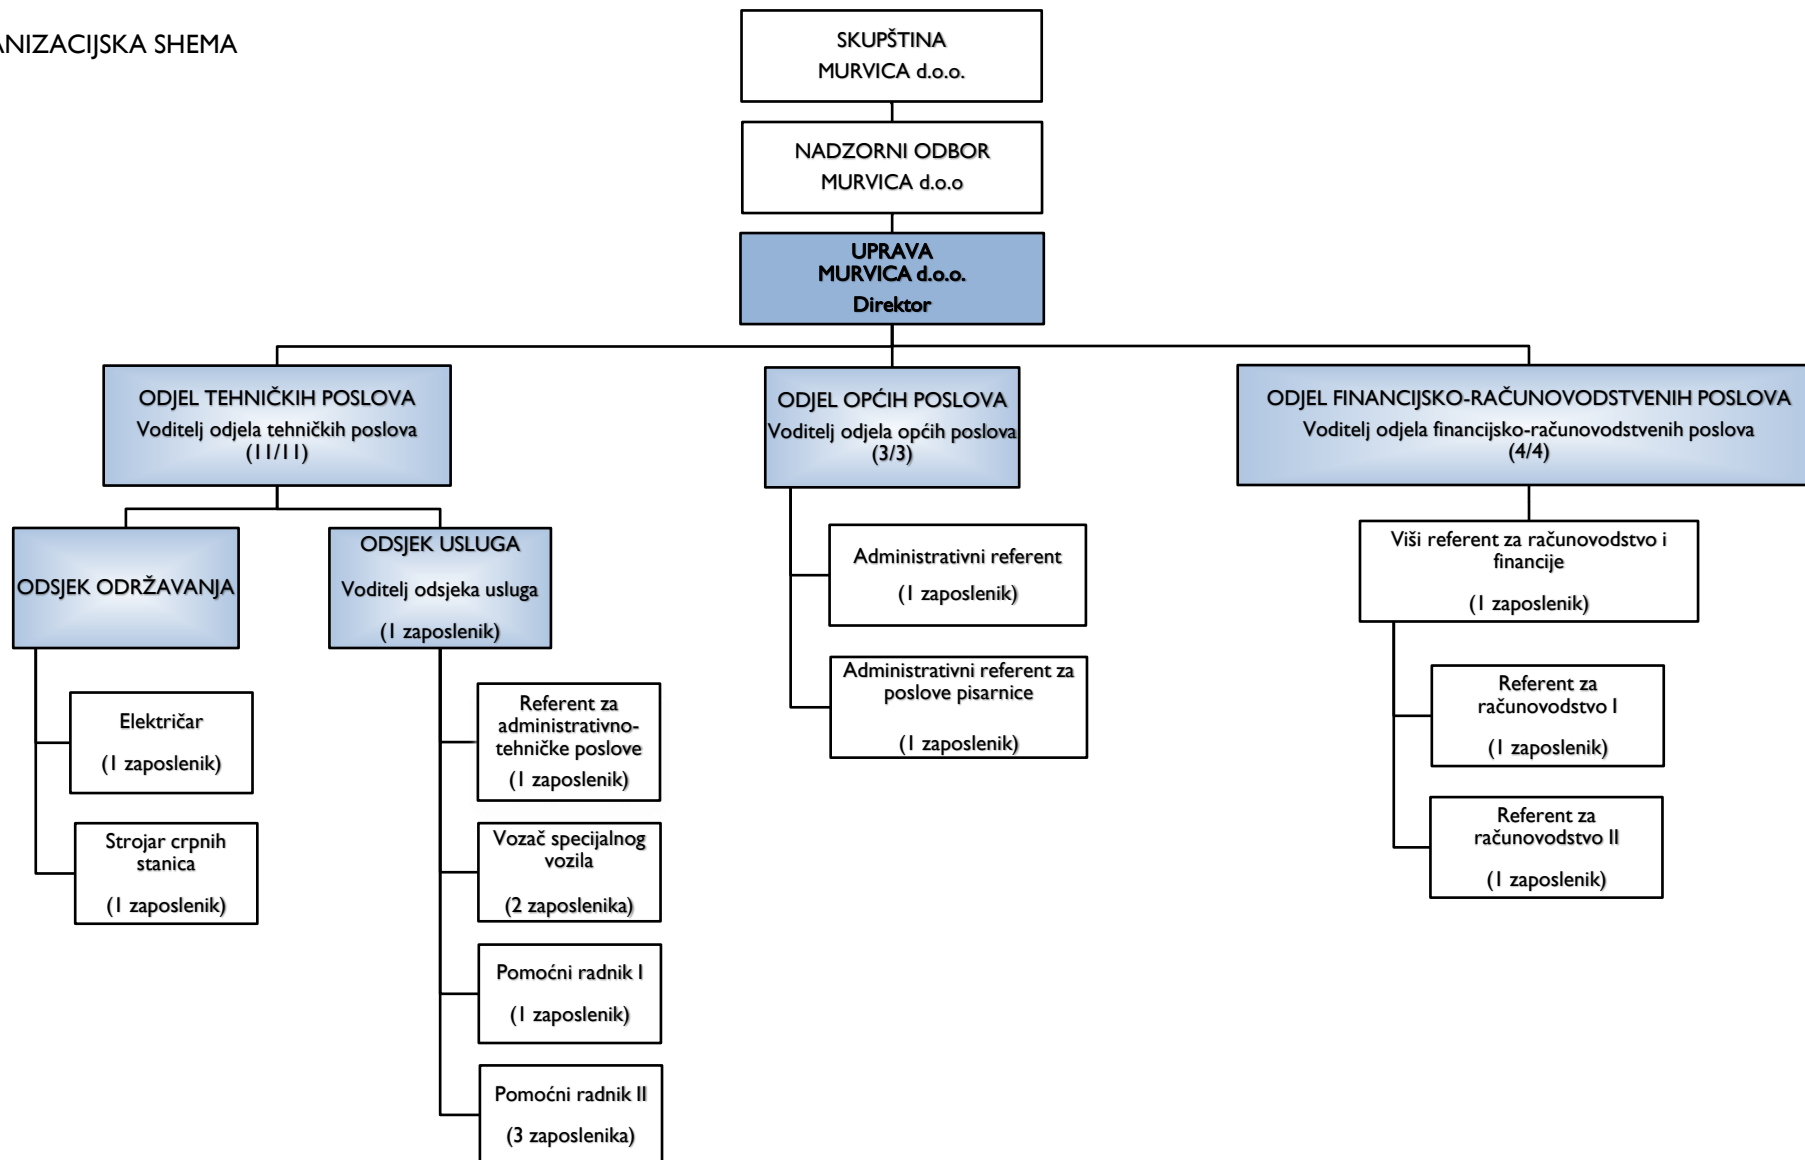 ANIZACIJSKA SHEMA
SKUPŠTINA
MURVICA d.o.o.
NADZORNI ODBOR
MURVICA d.o.o
UPRAVA
MURVICA d.o.o.
Direktor
ODJEL TEHNIČKIH POSLOVA
Voditelj odjela tehničkih poslova
(11/11)
ODJEL OPĆIH POSLOVA
Voditelj odjela općih poslova
(3/3)
ODJEL FINANCIJSKO-RAČUNOVODSTVENIH POSLOVA
Voditelj odjela financijsko-računovodstvenih poslova
(4/4)
ODSJEK ODRŽAVANJA
ODSJEK USLUGA
Voditelj odsjeka usluga
(1 zaposlenik)
Električar
(1 zaposlenik)
Strojar crpnih
stanica
(1 zaposlenik)
Referent za
administrativno-
tehničke poslove
(1 zaposlenik)
Vozač specijalnog
vozila
(2 zaposlenika)
Pomoćni radnik I
(1 zaposlenik)
Pomoćni radnik II
(3 zaposlenika)
Administrativni referent
(1 zaposlenik)
Administrativni referent za
poslove pisarnice
(1 zaposlenik)
Viši referent za računovodstvo i
financije
(1 zaposlenik)
Referent za
računovodstvo I
(1 zaposlenik)
Referent za
računovodstvo II
(1 zaposlenik)